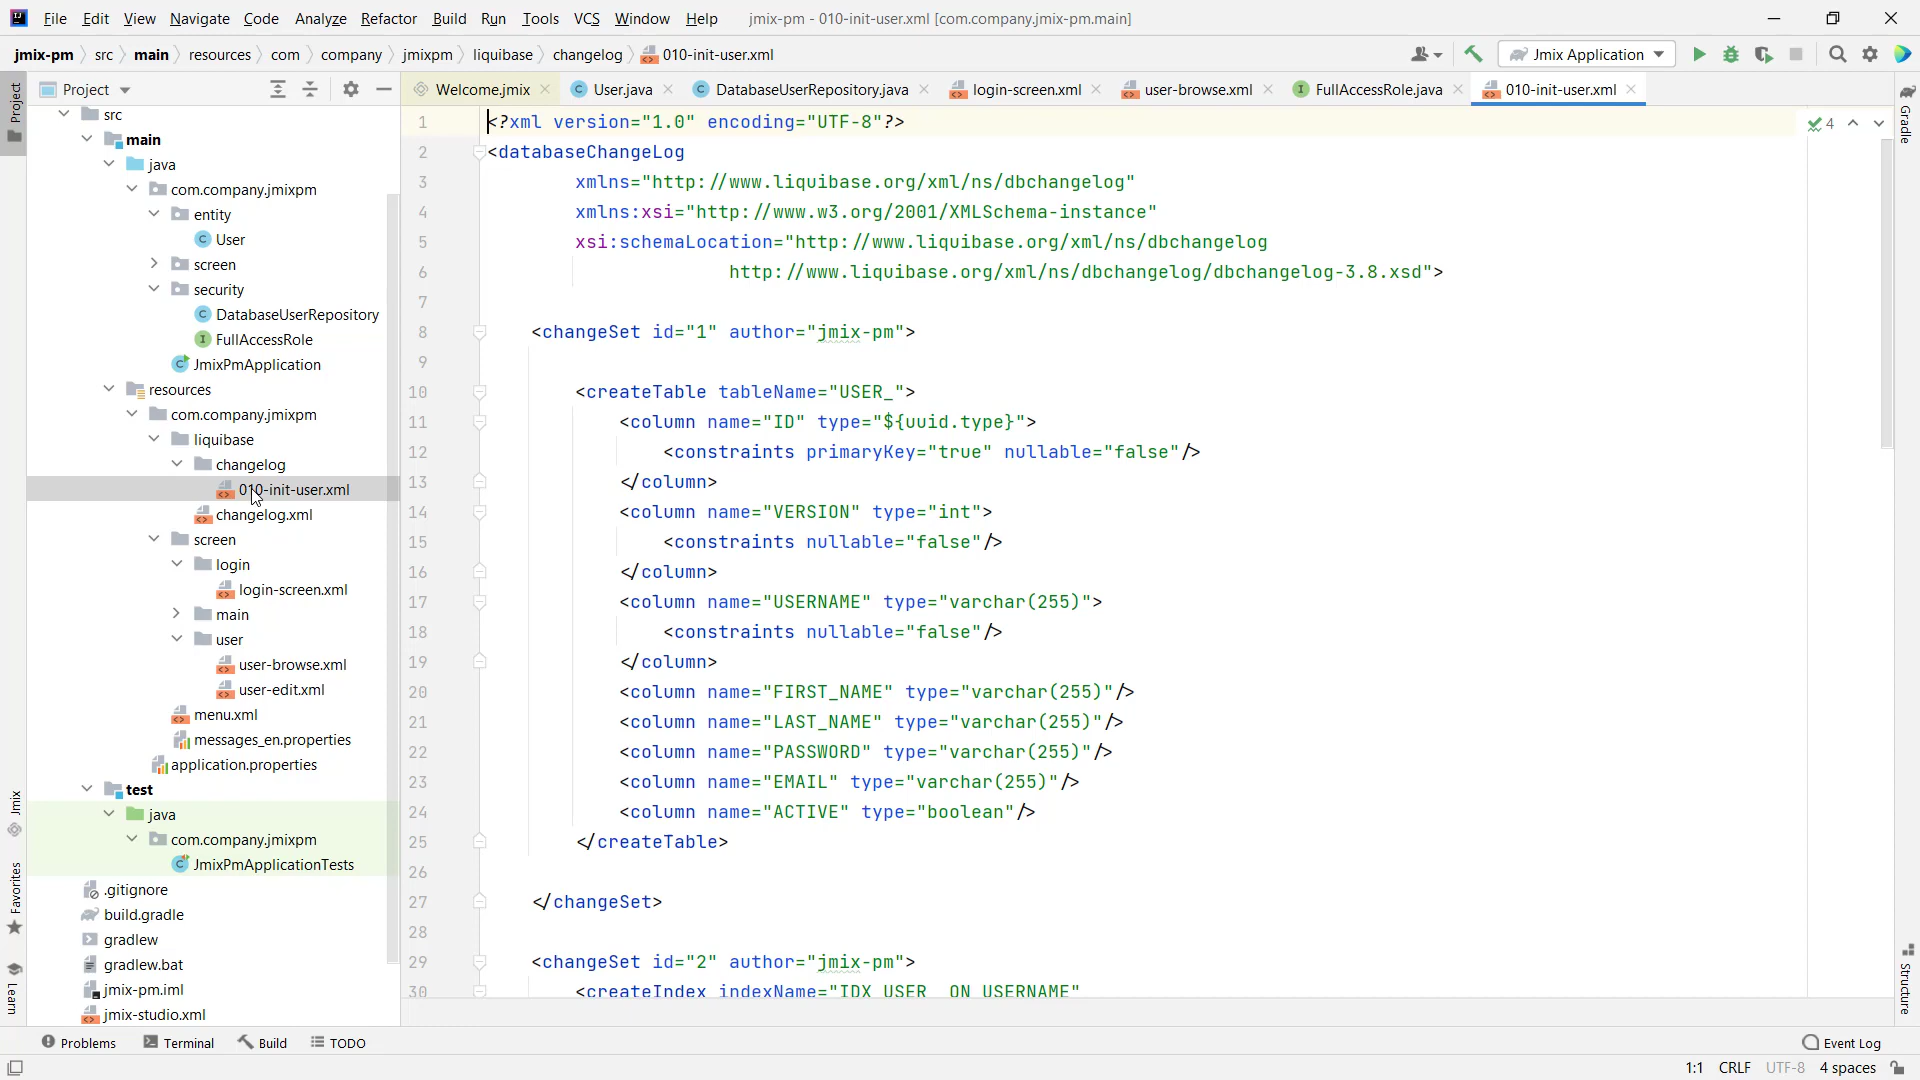 File Edit View Navigate Code Analyze Refactor Build Run Tools VCS Window Help jmix-pm - 010-init-user.xml [com.company.jmix-pm.main]
jmix-pm src main resources com company jmixpm liquibase changelog 010-init-user.xml Jmix Application
Project
Welcome.jmix User.java DatabaseUserRepository.java login-screen.xml user-browse.xml FullAccessRole.java 010-init-user.xml
Project
Jmix
Favorites
Learn
src
main
java
com.company.jmixpm
entity
User
screen
security
DatabaseUserRepository
FullAccessRole
JmixPmApplication
resources
com.company.jmixpm
liquibase
changelog
010-init-user.xml
changelog.xml
screen
login
login-screen.xml
main
user
user-browse.xml
user-edit.xml
menu.xml
messages_en.properties
application.properties
test
java
com.company.jmixpm
JmixPmApplicationTests
.gitignore
build.gradle
gradlew
gradlew.bat
jmix-pm.iml
jmix-studio.xml
1 <?xml version="1.0" encoding="UTF-8"?>
2 <databaseChangeLog
3 xmlns="http://www.liquibase.org/xml/ns/dbchangelog"
4 xmlns:xsi="http://www.w3.org/2001/XMLSchema-instance"
5 xsi:schemaLocation="http://www.liquibase.org/xml/ns/dbchangelog
6 http://www.liquibase.org/xml/ns/dbchangelog/dbchangelog-3.8.xsd">
7
8 <changeSet id="1" author="jmix-pm">
9
10 <createTable tableName="USER_">
11 <column name="ID" type="${uuid.type}">
12 <constraints primaryKey="true" nullable="false"/>
13 </column>
14 <column name="VERSION" type="int">
15 <constraints nullable="false"/>
16 </column>
17 <column name="USERNAME" type="varchar(255)">
18 <constraints nullable="false"/>
19 </column>
20 <column name="FIRST_NAME" type="varchar(255)"/>
21 <column name="LAST_NAME" type="varchar(255)"/>
22 <column name="PASSWORD" type="varchar(255)"/>
23 <column name="EMAIL" type="varchar(255)"/>
24 <column name="ACTIVE" type="boolean"/>
25 </createTable>
26
27 </changeSet>
28
29 <changeSet id="2" author="jmix-pm">
30 <createIndex indexName="IDX_USER__ON_USERNAME"
4
Gradle
Structure
Problems Terminal Build TODO Event Log
1:1 CRLF UTF-8 4 spaces